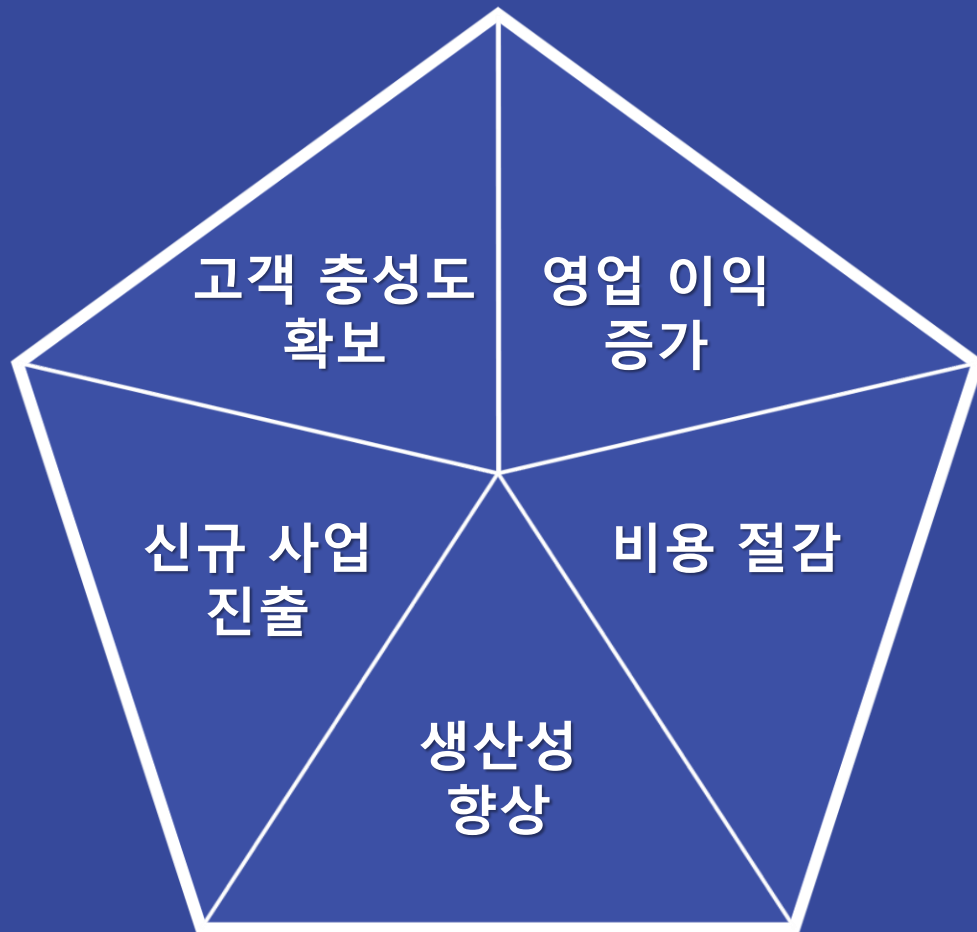 고객 충성도
확보
영업 이익
증가
신규 사업
진출
비용 절감
생산성
향상